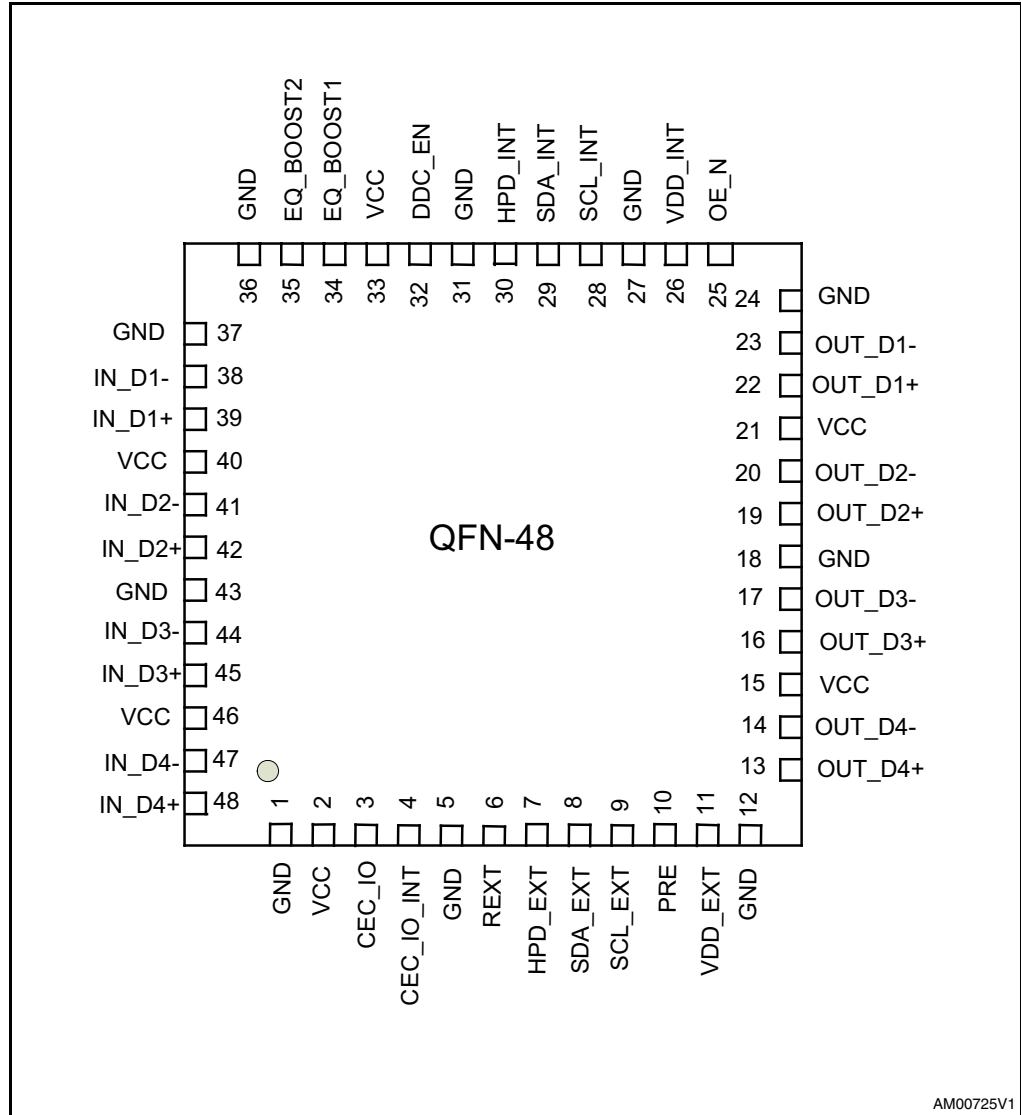 GND
EQ_BOOST2
EQ_BOOST1
VCC
DDC_EN
GND
HPD_INT
SDA_INT
SCL_INT
GND
VDD_INT
OE_N
36
35
34
33
32
31
30
29
28
27
26
25
GND 37
IN_D1- 38
IN_D1+ 39
VCC 40
IN_D2- 41
IN_D2+ 42
GND 43
IN_D3- 44
IN_D3+ 45
VCC 46
IN_D4- 47
IN_D4+ 48
QFN-48
24 GND
23 OUT_D1-
22 OUT_D1+
21 VCC
20 OUT_D2-
19 OUT_D2+
18 GND
17 OUT_D3-
16 OUT_D3+
15 VCC
14 OUT_D4-
13 OUT_D4+
1
2
3
4
5
6
7
8
9
10
11
12
GND
VCC
CEC_IO
CEC_IO_INT
GND
REXT
HPD_EXT
SDA_EXT
SCL_EXT
PRE
VDD_EXT
GND
AM00725V1